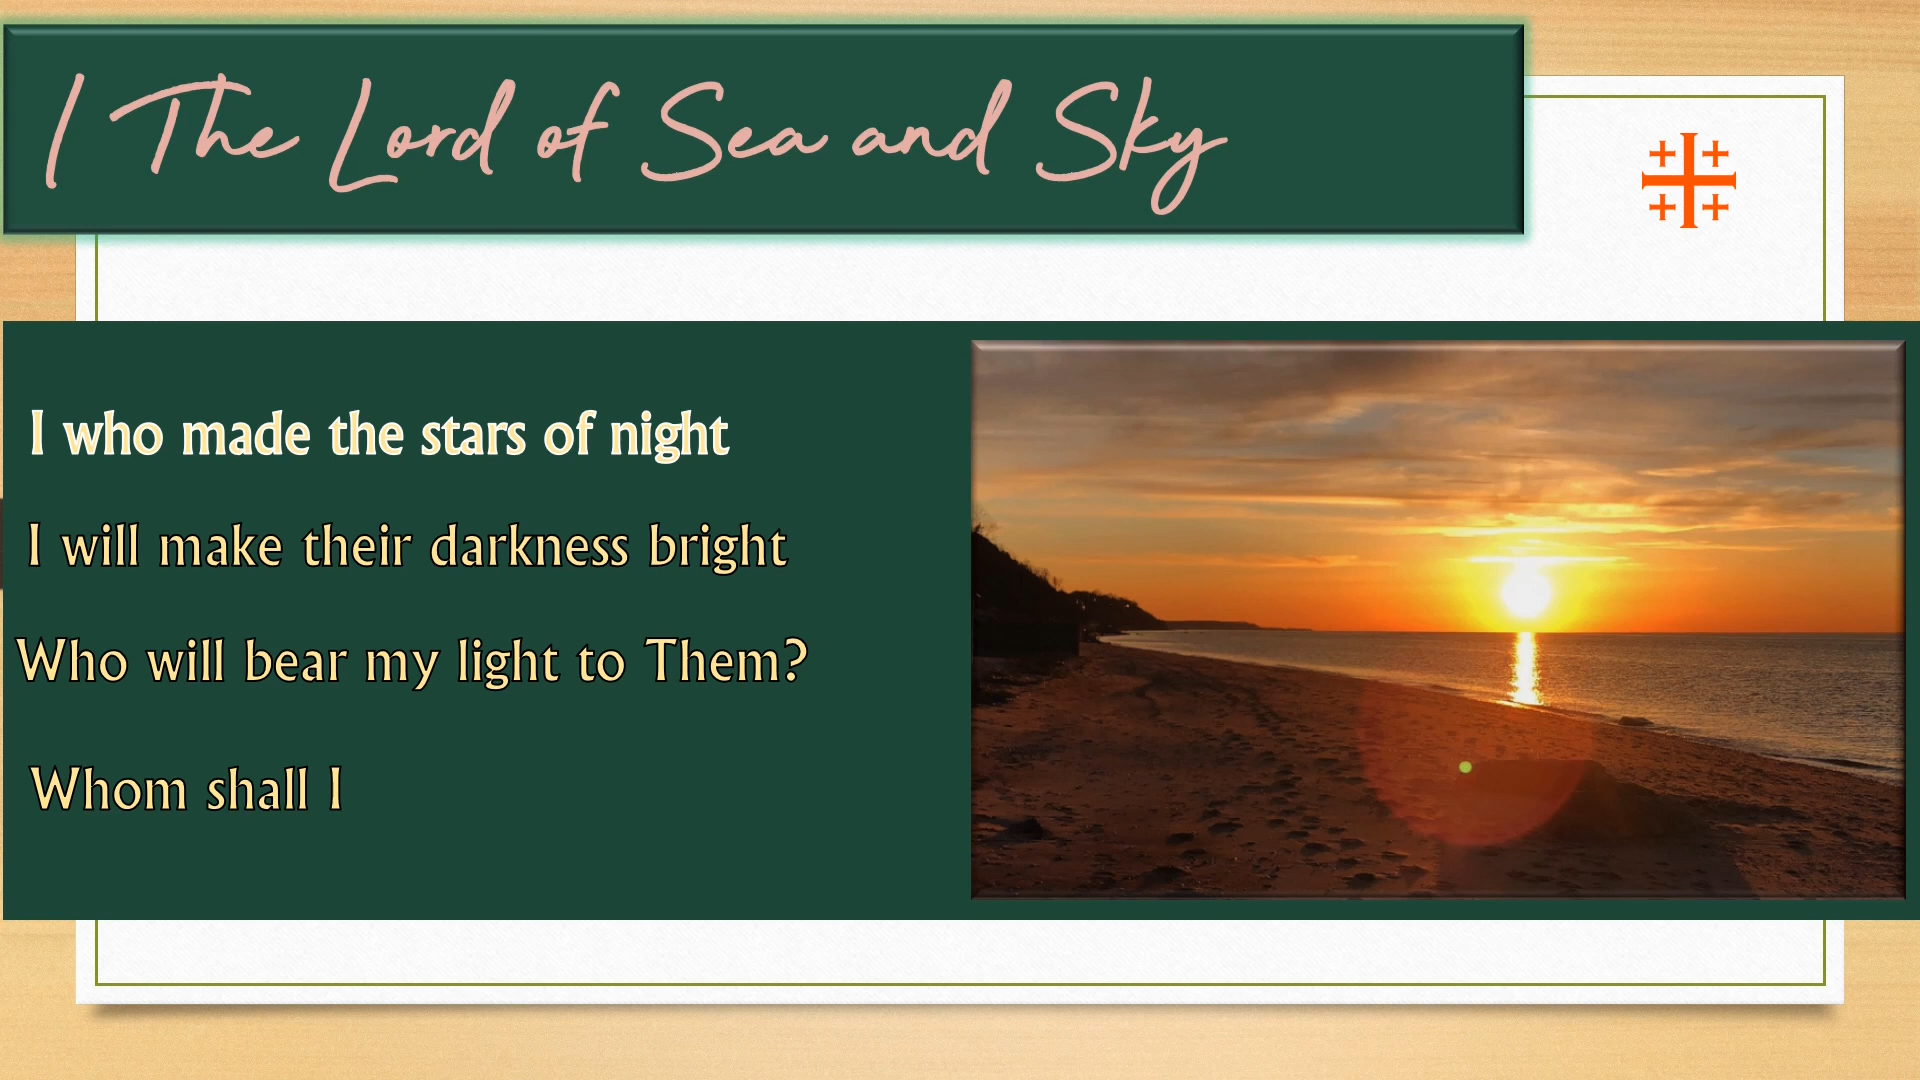 I The Lord of Sea and Sky
I who made the stars of night
I will make their darkness bright
Who will bear my light to Them?
Whom shall I